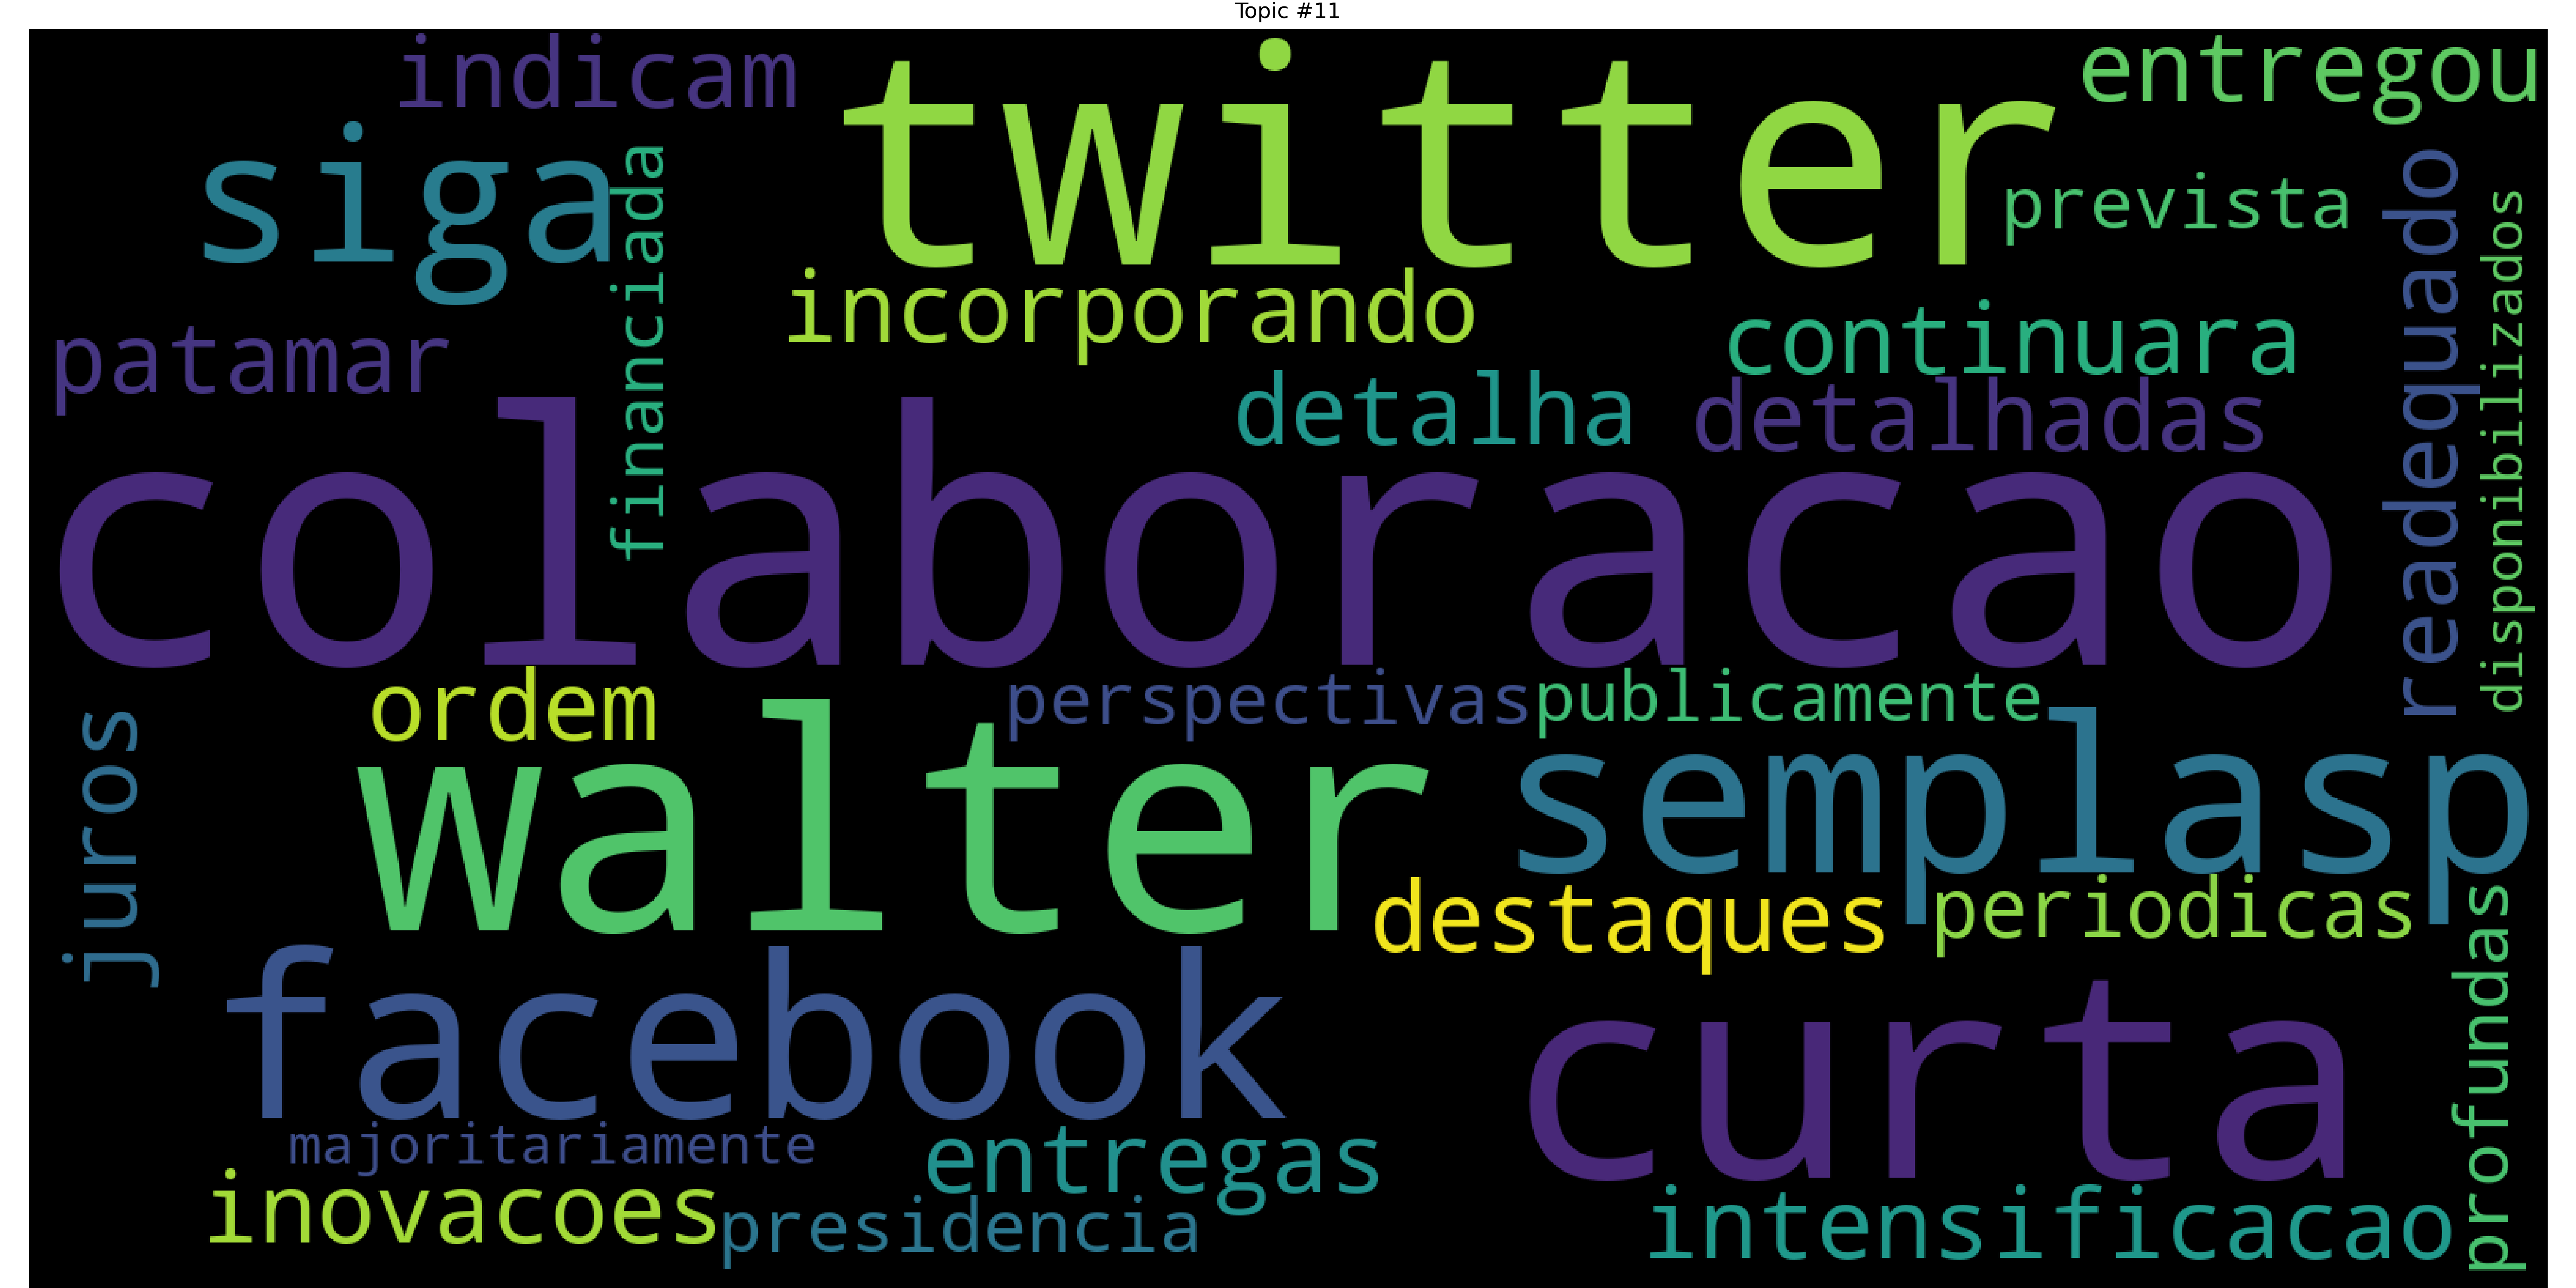 Topic #11
indicam
twitter
entregou
siga
financiada
prevista
readequado
disponibilizados
incorporando
continuara
patamar
detalha
detalhadas
colaboracao
ordem
perspectivas
publicamente
juros
walter
semplasp
destaques
periodicas
profundas
facebook
curta
majoritariamente
entregas
inovacoes
presidencia
intensificacao